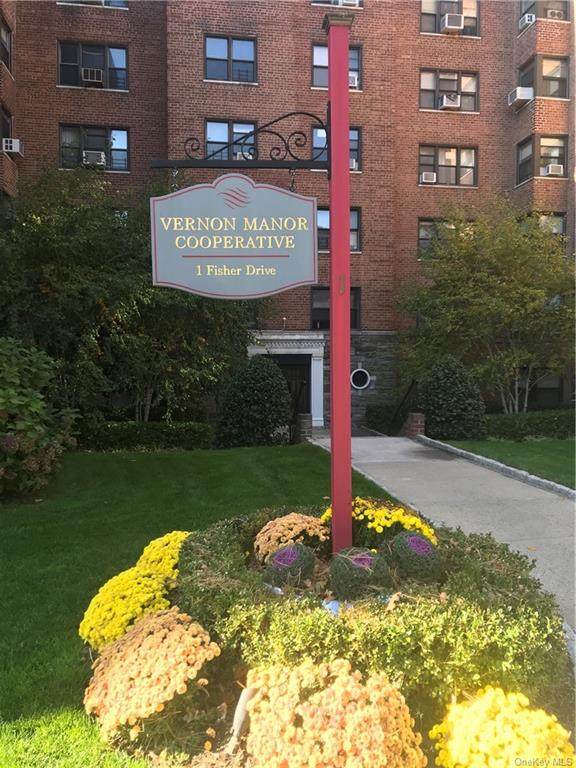 VERNON MANOR
COOPERATIVE
1 Fisher Drive
OneKey MLS